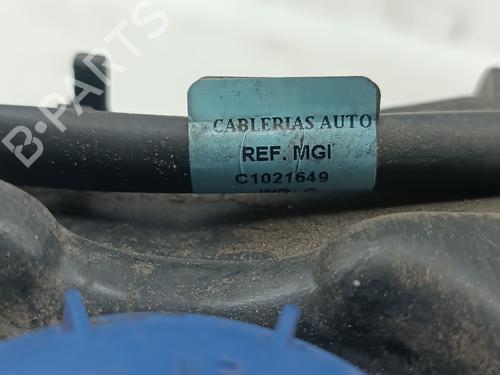 B-PARTS
CABLERIAS AUTO
REF. MGI
C1021649